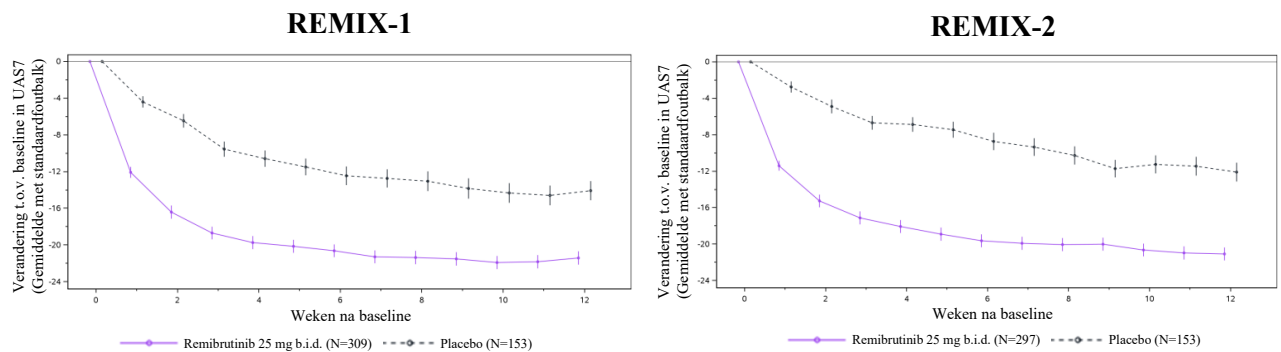 REMIX-1
Verandering t.o.v. baseline in UAS7
(Gemiddelde met standaardfoutbalk)
0
-4
-8
-12
-16
-20
-24
0 2 4 6 8 10 12
Weken na baseline
Remibrutinib 25 mg b.i.d. (N=309) Placebo (N=153)
REMIX-2
Verandering t.o.v. baseline in UAS7
(Gemiddelde met standaardfoutbalk)
0
-4
-8
-12
-16
-20
-24
0 2 4 6 8 10 12
Weken na baseline
Remibrutinib 25 mg b.i.d. (N=297) Placebo (N=153)